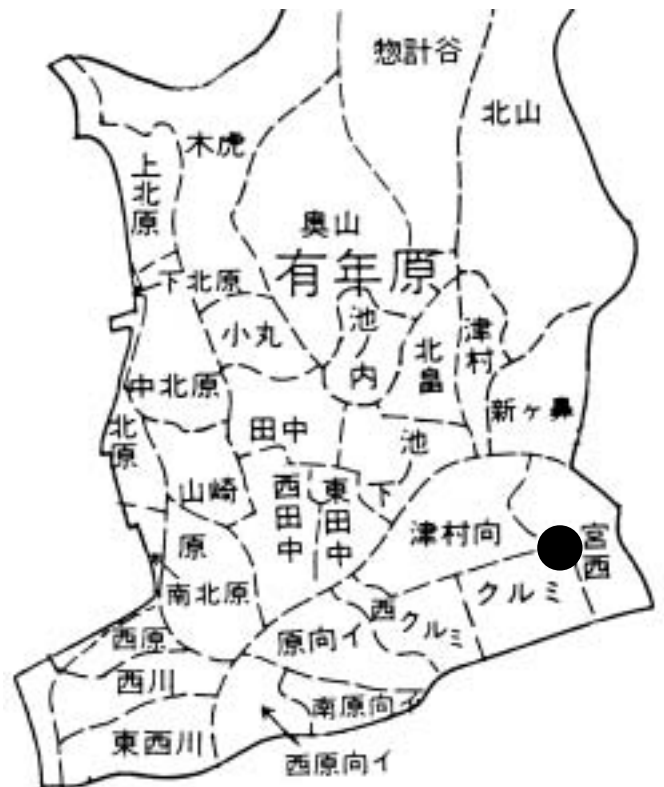 惣計谷
北山
木虎
上北原
奥山
有年原
下北原
小丸
池内
北畠
津村
中北原
新ヶ鼻
北原
田中
池下
山崎
西田中
東田中
原
津村向
宮西
南北原
クルミ
西クルミ
西原
原向イ
西川
南原向イ
東西川
西原向イ